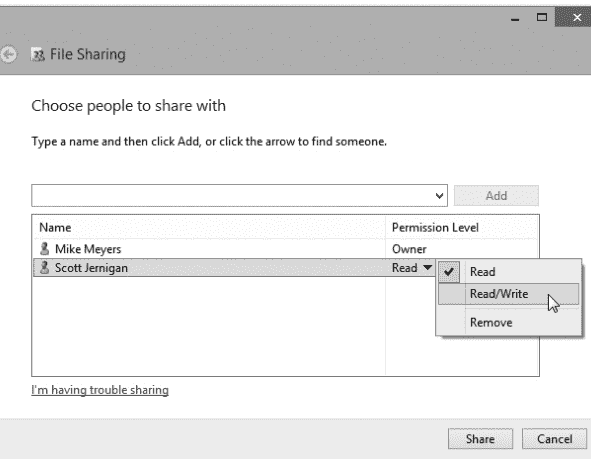 File Sharing
Choose people to share with
Type a name and then click Add, or click the arrow to find someone.
Add
Name Permission Level
Mike Meyers Owner
Scott Jernigan Read
Read
Read/Write
Remove
I'm having trouble sharing
Share Cancel